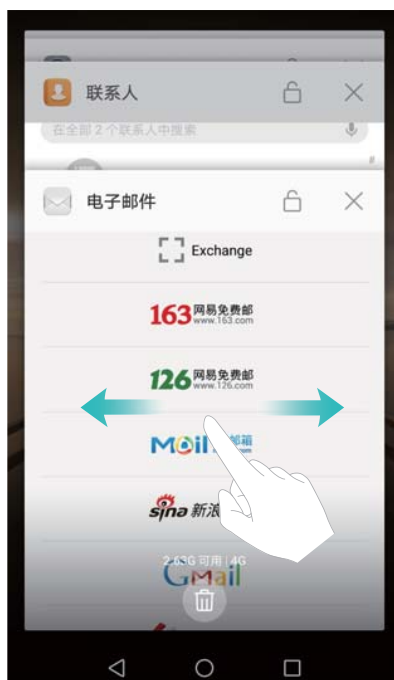 联系人
在全部 2 个联系人中搜索
电子邮件
Exchange
163 网易免费邮
www.163.com
126 网易免费邮
www.126.com
Mail 邮箱
sina 新浪
2.63G 可用 | 4G
Gmail